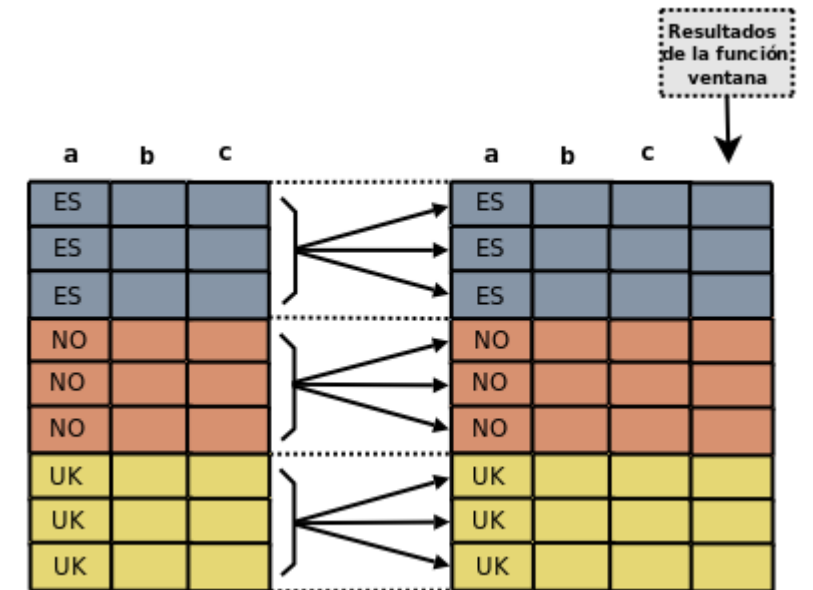 Resultados
de la función
ventana
a b c a b c
ES ES
ES ES
ES ES
NO NO
NO NO
NO NO
UK UK
UK UK
UK UK